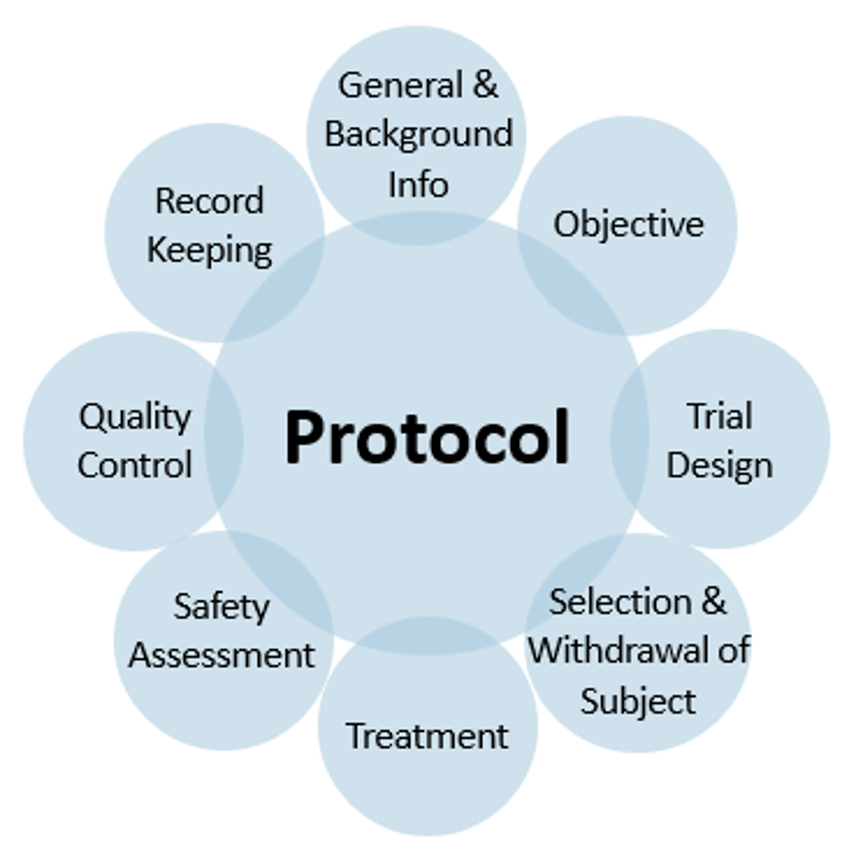 General &
Background
Info
Objective
Trial
Design
Selection &
Withdrawal of
Subject
Treatment
Safety
Assessment
Quality
Control
Record
Keeping
Protocol